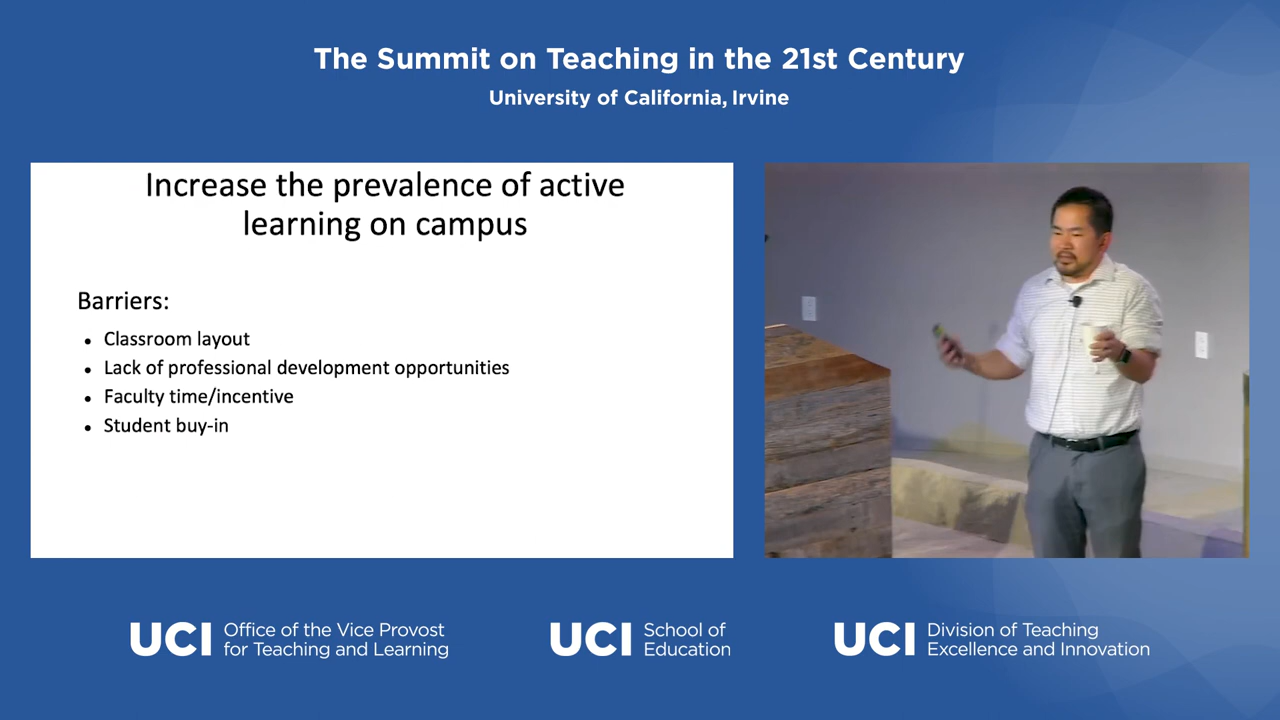 The Summit on Teaching in the 21st Century
University of California, Irvine
Increase the prevalence of active
learning on campus
Barriers:
• Classroom layout
• Lack of professional development opportunities
• Faculty time/incentive
• Student buy-in
UCI Office of the Vice Provost
for Teaching and Learning
UCI School of
Education
UCI Division of Teaching
Excellence and Innovation